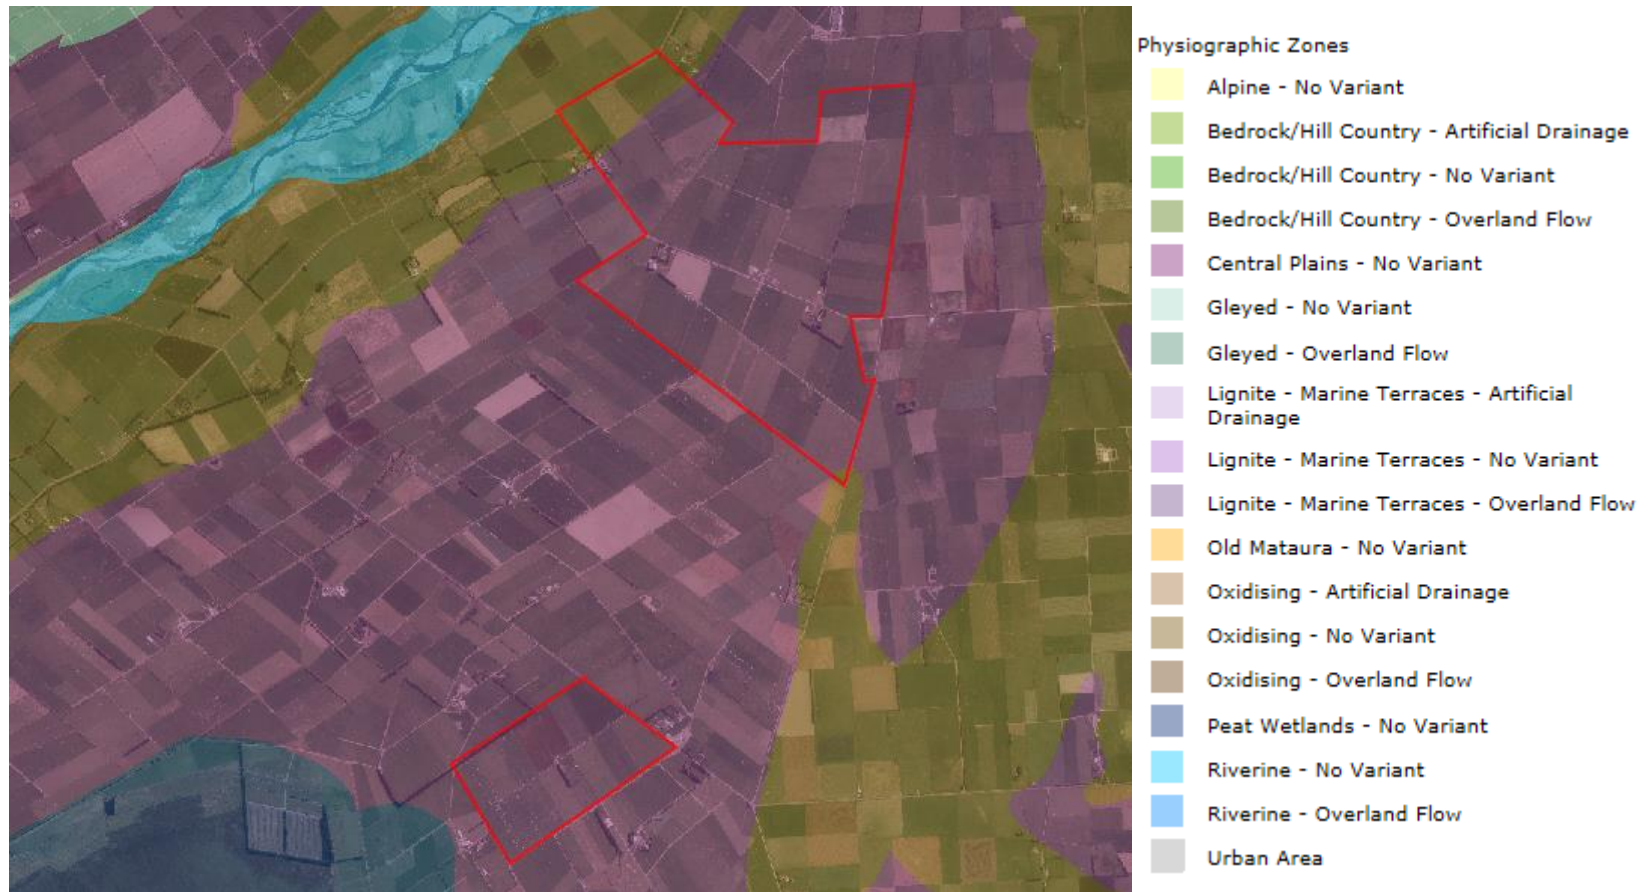 Physiographic Zones
Alpine - No Variant
Bedrock/Hill Country - Artificial Drainage
Bedrock/Hill Country - No Variant
Bedrock/Hill Country - Overland Flow
Central Plains - No Variant
Gleyed - No Variant
Gleyed - Overland Flow
Lignite - Marine Terraces - Artificial
Drainage
Lignite - Marine Terraces - No Variant
Lignite - Marine Terraces - Overland Flow
Old Mataura - No Variant
Oxidising - Artificial Drainage
Oxidising - No Variant
Oxidising - Overland Flow
Peat Wetlands - No Variant
Riverine - No Variant
Riverine - Overland Flow
Urban Area